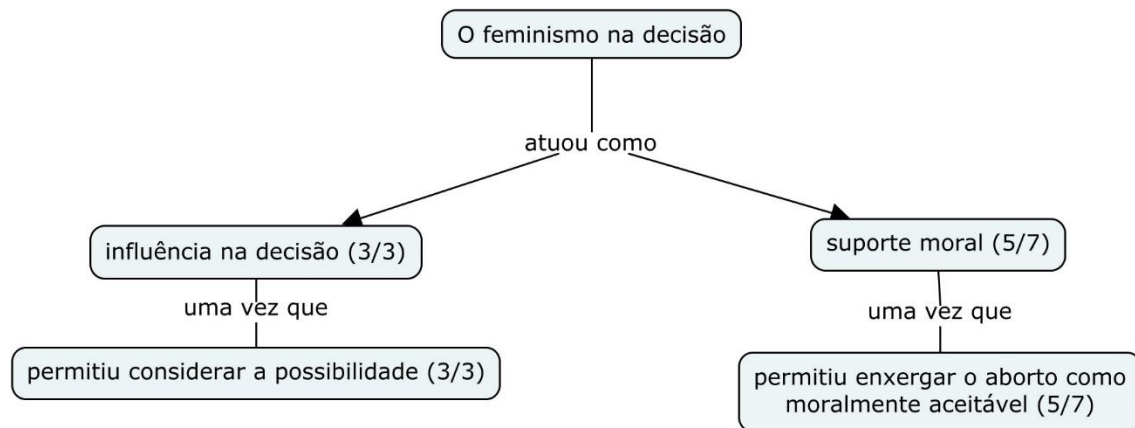 O feminismo na decisão
atuou como
influência na decisão (3/3)
suporte moral (5/7)
uma vez que
uma vez que
permitiu considerar a possibilidade (3/3)
permitiu enxergar o aborto como
moralmente aceitável (5/7)